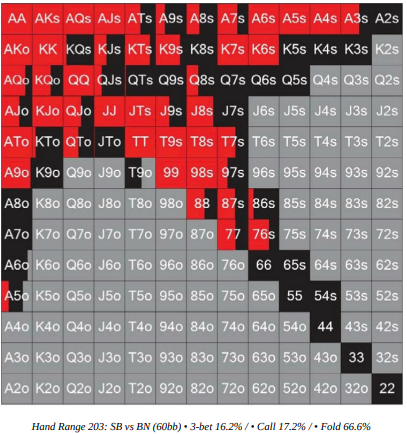 AA AKs AQs AJs ATs A9s A8s A7s A6s A5s A4s A3s A2s
AKo KK KQs KJs KTs K9s K8s K7s K6s K5s K4s K3s K2s
AQo KQo QQ QJs QTs Q9s Q8s Q7s Q6s Q5s Q4s Q3s Q2s
AJo KJo QJo JJ JTs J9s J8s J7s J6s J5s J4s J3s J2s
ATo KTo QTo JTo TT T9s T8s T7s T6s T5s T4s T3s T2s
A9o K9o Q9o J9o T9o 99 98s 97s 96s 95s 94s 93s 92s
A8o K8o Q8o J8o T8o 98o 88 87s 86s 85s 84s 83s 82s
A7o K7o Q7o J7o T7o 97o 87o 77 76s 75s 74s 73s 72s
A6o K6o Q6o J6o T6o 96o 86o 76o 66 65s 64s 63s 62s
A5o K5o Q5o J5o T5o 95o 85o 75o 65o 55 54s 53s 52s
A4o K4o Q4o J4o T4o 94o 84o 74o 64o 54o 44 43s 42s
A3o K3o Q3o J3o T3o 93o 83o 73o 63o 53o 43o 33 32s
A2o K2o Q2o J2o T2o 92o 82o 72o 62o 52o 42o 32o 22
Hand Range 203: SB vs BN (60bb) • 3-bet 16.2% / • Call 17.2% / • Fold 66.6%